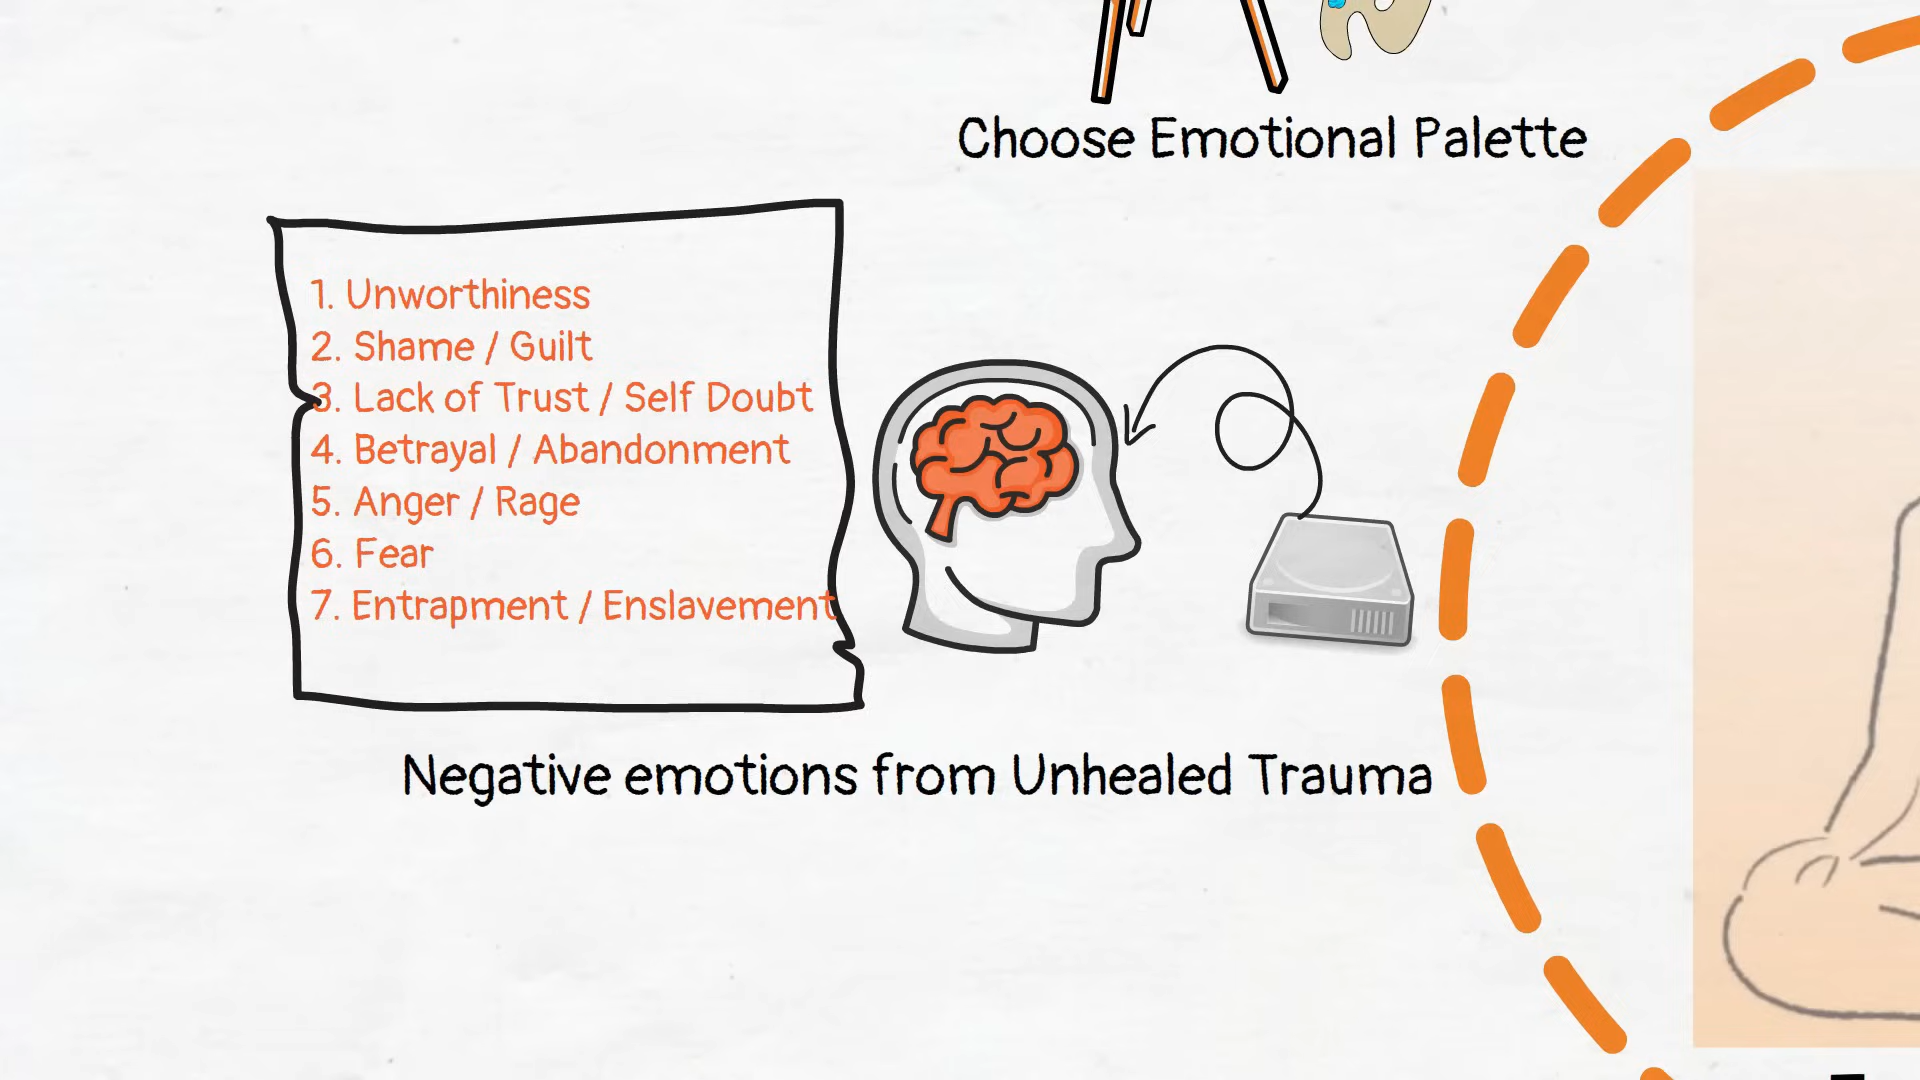 Choose Emotional Palette
1. Unworthiness
2. Shame / Guilt
3. Lack of Trust / Self Doubt
4. Betrayal / Abandonment
5. Anger / Rage
6. Fear
7. Entrapment / Enslavement
Negative emotions from Unhealed Trauma